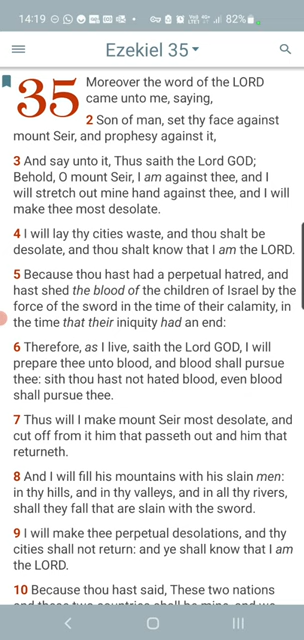 14:19
82%
Ezekiel 35
35 Moreover the word of the LORD
came unto me, saying,
2 Son of man, set thy face against
mount Seir, and prophesy against it,
3 And say unto it, Thus saith the Lord GOD;
Behold, O mount Seir, I am against thee, and I
will stretch out mine hand against thee, and I will
make thee most desolate.
4 I will lay thy cities waste, and thou shalt be
desolate, and thou shalt know that I am the LORD.
5 Because thou hast had a perpetual hatred, and
hast shed the blood of the children of Israel by the
force of the sword in the time of their calamity, in
the time that their iniquity had an end:
6 Therefore, as I live, saith the Lord GOD, I will
prepare thee unto blood, and blood shall pursue
thee: sith thou hast not hated blood, even blood
shall pursue thee.
7 Thus will I make mount Seir most desolate, and
cut off from it him that passeth out and him that
returneth.
8 And I will fill his mountains with his slain men:
in thy hills, and in thy valleys, and in all thy rivers,
shall they fall that are slain with the sword.
9 I will make thee perpetual desolations, and thy
cities shall not return: and ye shall know that I am
the LORD.
10 Because thou hast said, These two nations
and these two countries shall be mine, and we